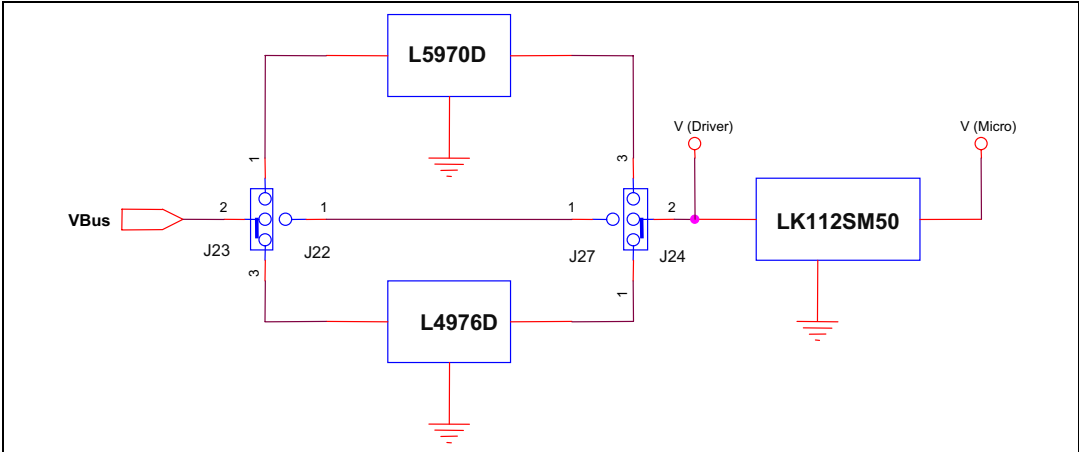 L5970D
V (Driver)
V (Micro)
1
3
VBus
2
1
1
2
LK112SM50
J23
J22
J27
J24
3
1
L4976D